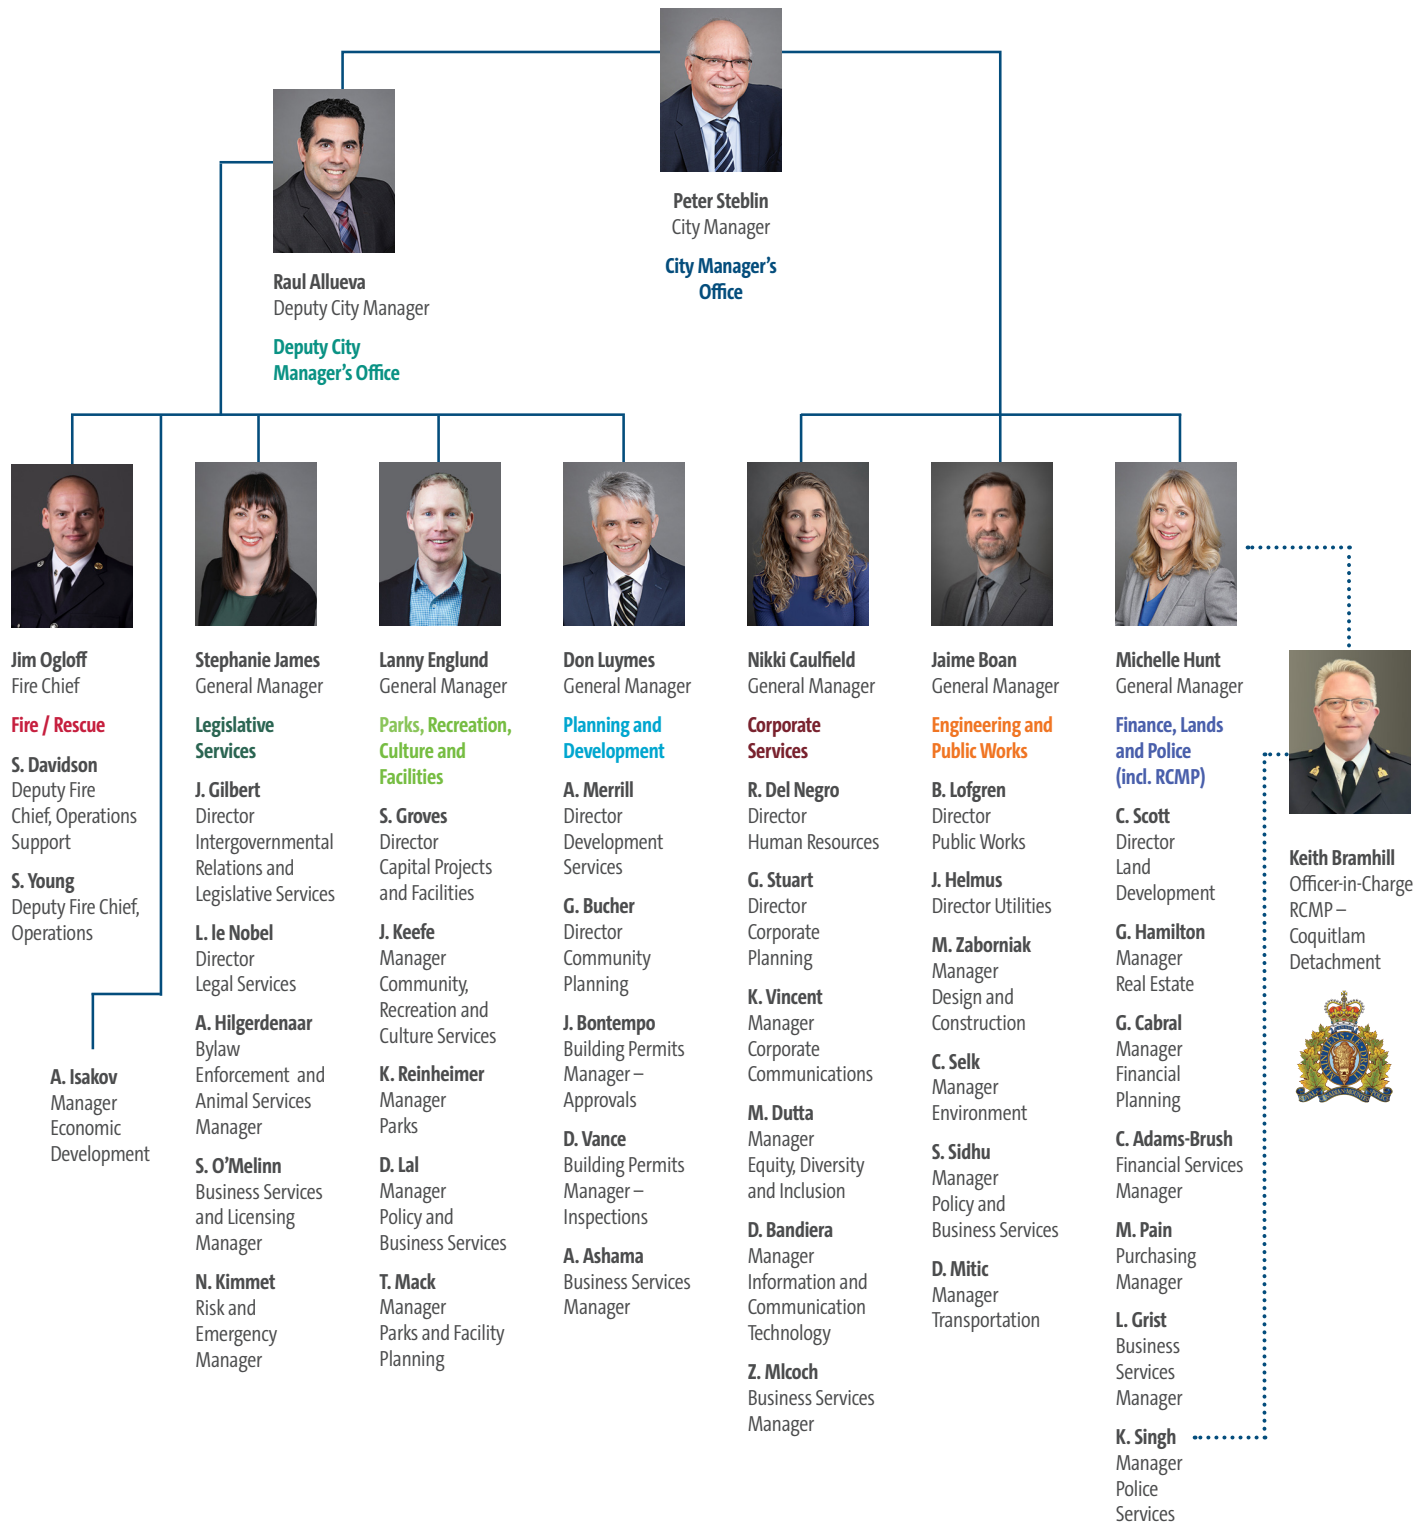 Peter Steblin
City Manager
City Manager’s
Office
Raul Allueva
Deputy City Manager
Deputy City
Manager’s Office
Jim Ogloff
Fire Chief
Fire / Rescue
S. Davidson
Deputy Fire
Chief, Operations
Support
S. Young
Deputy Fire Chief,
Operations
A. Isakov
Manager
Economic
Development
Stephanie James
General Manager
Legislative
Services
J. Gilbert
Director
Intergovernmental
Relations and
Legislative Services
L. le Nobel
Director
Legal Services
A. Hilgerdenaar
Bylaw
Enforcement and
Animal Services
Manager
S. O’Melinn
Business Services
and Licensing
Manager
N. Kimmet
Risk and
Emergency
Manager
Lanny Englund
General Manager
Parks, Recreation,
Culture and
Facilities
S. Groves
Director
Capital Projects
and Facilities
J. Keefe
Manager
Community,
Recreation and
Culture Services
K. Reinheimer
Manager
Parks
D. Lal
Manager
Policy and
Business Services
T. Mack
Manager
Parks and Facility
Planning
Don Luymes
General Manager
Planning and
Development
A. Merrill
Director
Development
Services
G. Bucher
Director
Community
Planning
J. Bontempo
Building Permits
Manager –
Approvals
D. Vance
Building Permits
Manager –
Inspections
A. Ashama
Business Services
Manager
Nikki Caulfield
General Manager
Corporate
Services
R. Del Negro
Director
Human Resources
G. Stuart
Director
Corporate
Planning
K. Vincent
Manager
Corporate
Communications
M. Dutta
Manager
Equity, Diversity
and Inclusion
D. Bandiera
Manager
Information and
Communication
Technology
Z. Mlcoch
Business Services
Manager
Jaime Boan
General Manager
Engineering and
Public Works
B. Lofgren
Director
Public Works
J. Helmus
Director Utilities
M. Zaborniak
Manager
Design and
Construction
C. Selk
Manager
Environment
S. Sidhu
Manager
Policy and
Business Services
D. Mitic
Manager
Transportation
Michelle Hunt
General Manager
Finance, Lands
and Police
(incl. RCMP)
C. Scott
Director
Land
Development
G. Hamilton
Manager
Real Estate
G. Cabral
Manager
Financial
Planning
C. Adams-Brush
Financial Services
Manager
M. Pain
Purchasing
Manager
L. Grist
Business
Services
Manager
K. Singh
Manager
Police
Services
Keith Bramhill
Officer-in-Charge
RCMP –
Coquitlam
Detachment